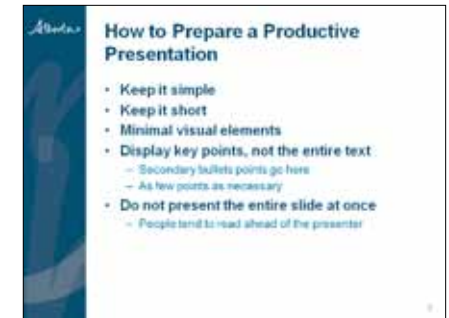 Alberta
How to Prepare a Productive
Presentation
• Keep it simple
• Keep it short
• Minimal visual elements
• Display key points, not the entire text
– Secondary bullets points go here
– As few points as necessary
• Do not present the entire slide at once
– People tend to read ahead of the presenter